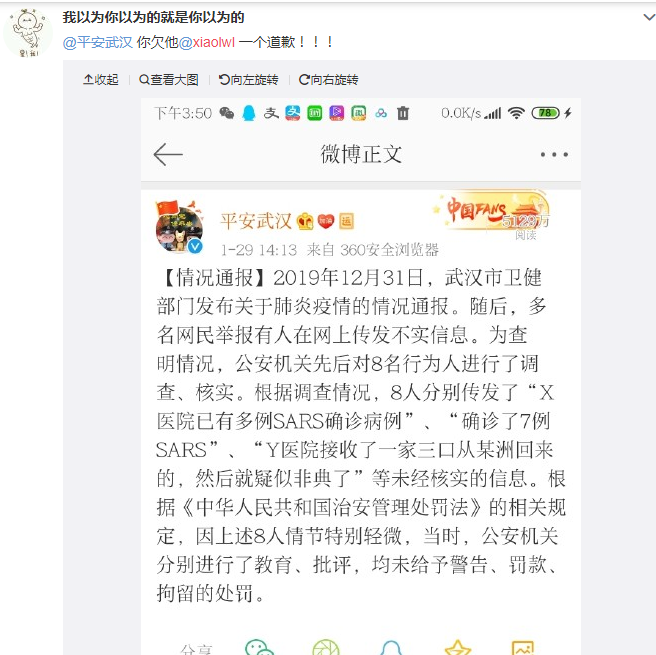 我以为你以为的就是你以为的
@平安武汉 你欠他@xiaolwl 一个道歉！！！
收起 查看大图 向左旋转 向右旋转
下午3:50 0.0K/s 78
微博正文
平安武汉
中国FANS 5129万
阅读
1-29 14:13 来自 360安全浏览器
【情况通报】2019年12月31日，武汉市卫健
部门发布关于肺炎疫情的情况通报。随后，多
名网民举报有人在网上传发不实信息。为查
明情况，公安机关先后对8名行为人进行了调
查、核实。根据调查情况，8人分别传发了“X
医院已有多例SARS确诊病例”、“确诊了7例
SARS”、“Y医院接收了一家三口从某洲回来
的，然后就疑似非典了”等未经核实的信息。根
据《中华人民共和国治安管理处罚法》的相关规
定，因上述8人情节特别轻微，当时，公安机关
分别进行了教育、批评，均未给予警告、罚款、
拘留的处罚。
分享